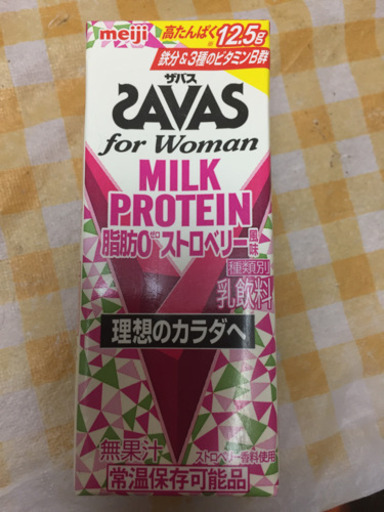 meiji 高たんぱく 12.5g
鉄分&3種のビタミンB群
ザバス
SAVAS
for Woman
MILK
PROTEIN
脂肪0ゼロ ストロベリー風味
種類別
乳飲料
理想のカラダへ
無果汁 ストロベリー香料使用
常温保存可能品